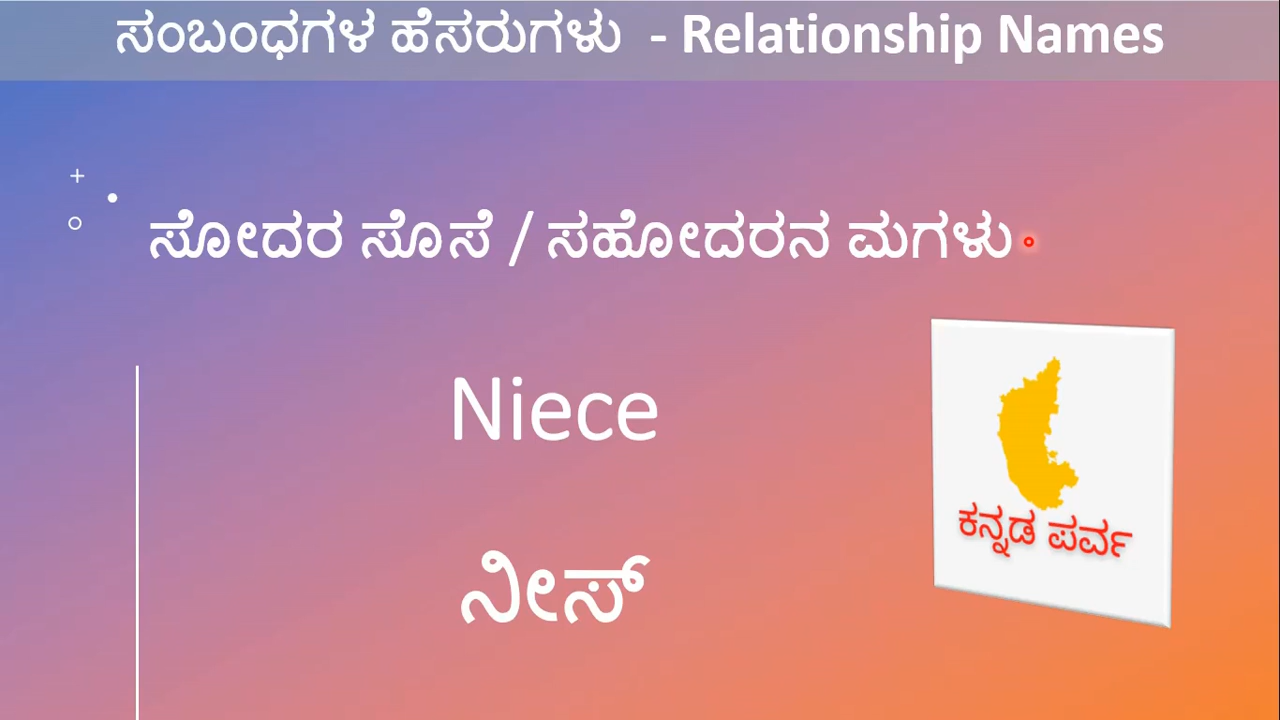 ಸಂಬಂಧಗಳ ಹೆಸರುಗಳು - Relationship Names
ಸೋದರ ಸೊಸೆ / ಸಹೋದರನ ಮಗಳು
Niece
ನೀಸ್
ಕನ್ನಡ ಪರ್ವ